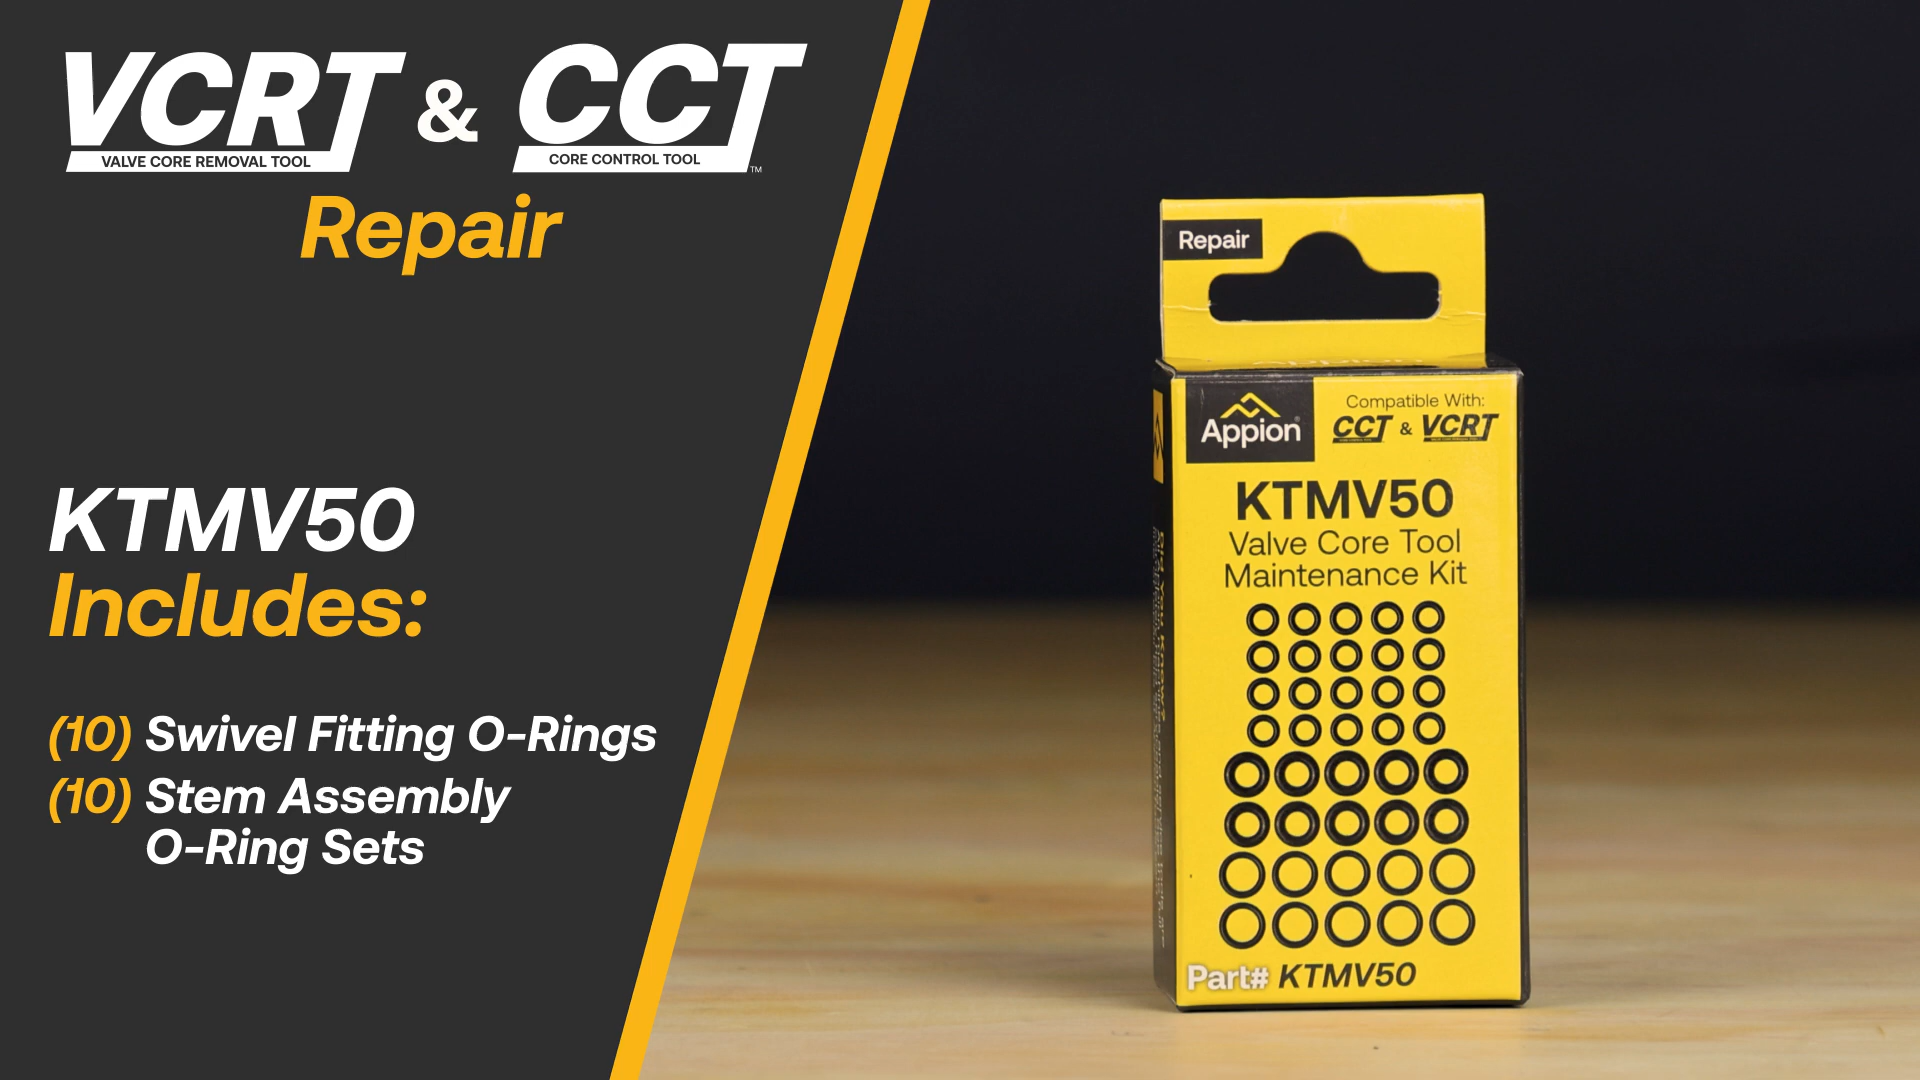 VCRT & CCT
VALVE CORE REMOVAL TOOL
CORE CONTROL TOOL
TM
Repair
KTMV50
Includes:
(10) Swivel Fitting O-Rings
(10) Stem Assembly
O-Ring Sets
Repair
Appion
Compatible With:
CCT & VCRT
KTMV50
Valve Core Tool
Maintenance Kit
Part# KTMV50